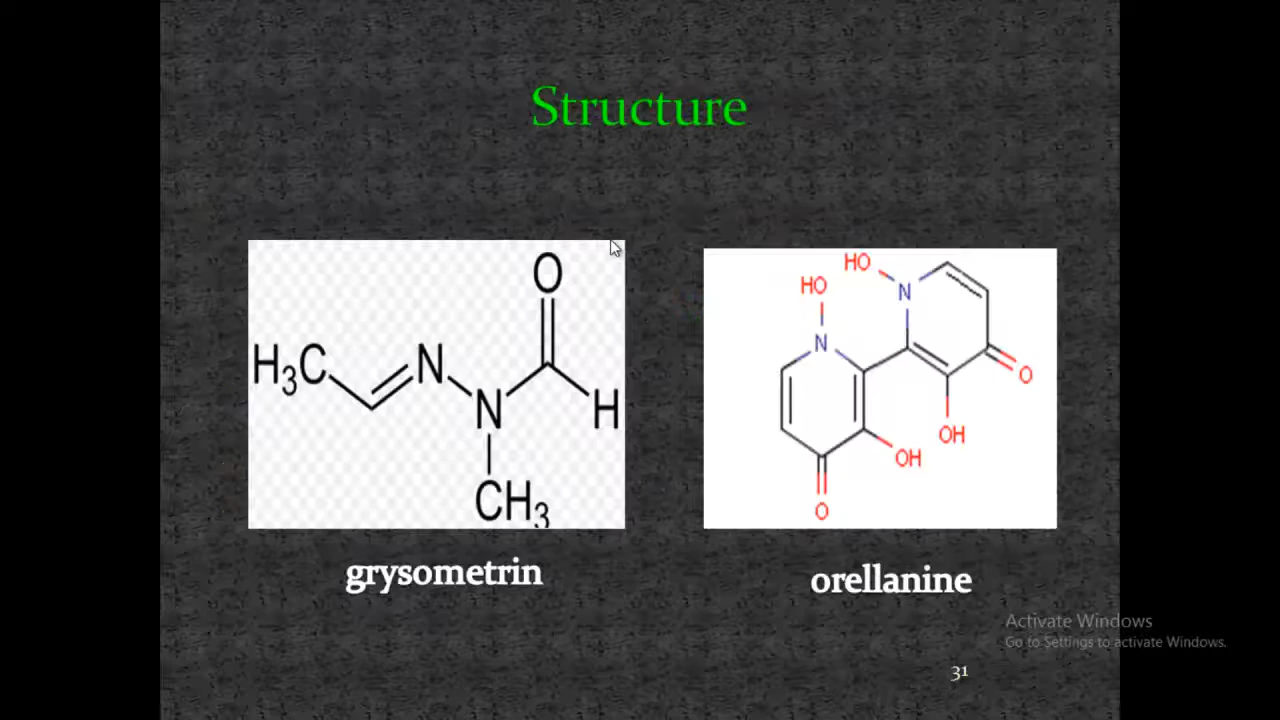 Structure
O
H₃C
N
N
H
CH₃
HO
HO
N
N
O
OH
OH
O
grysometrin
orellanine
Activate Windows
Go to Settings to activate Windows.
31